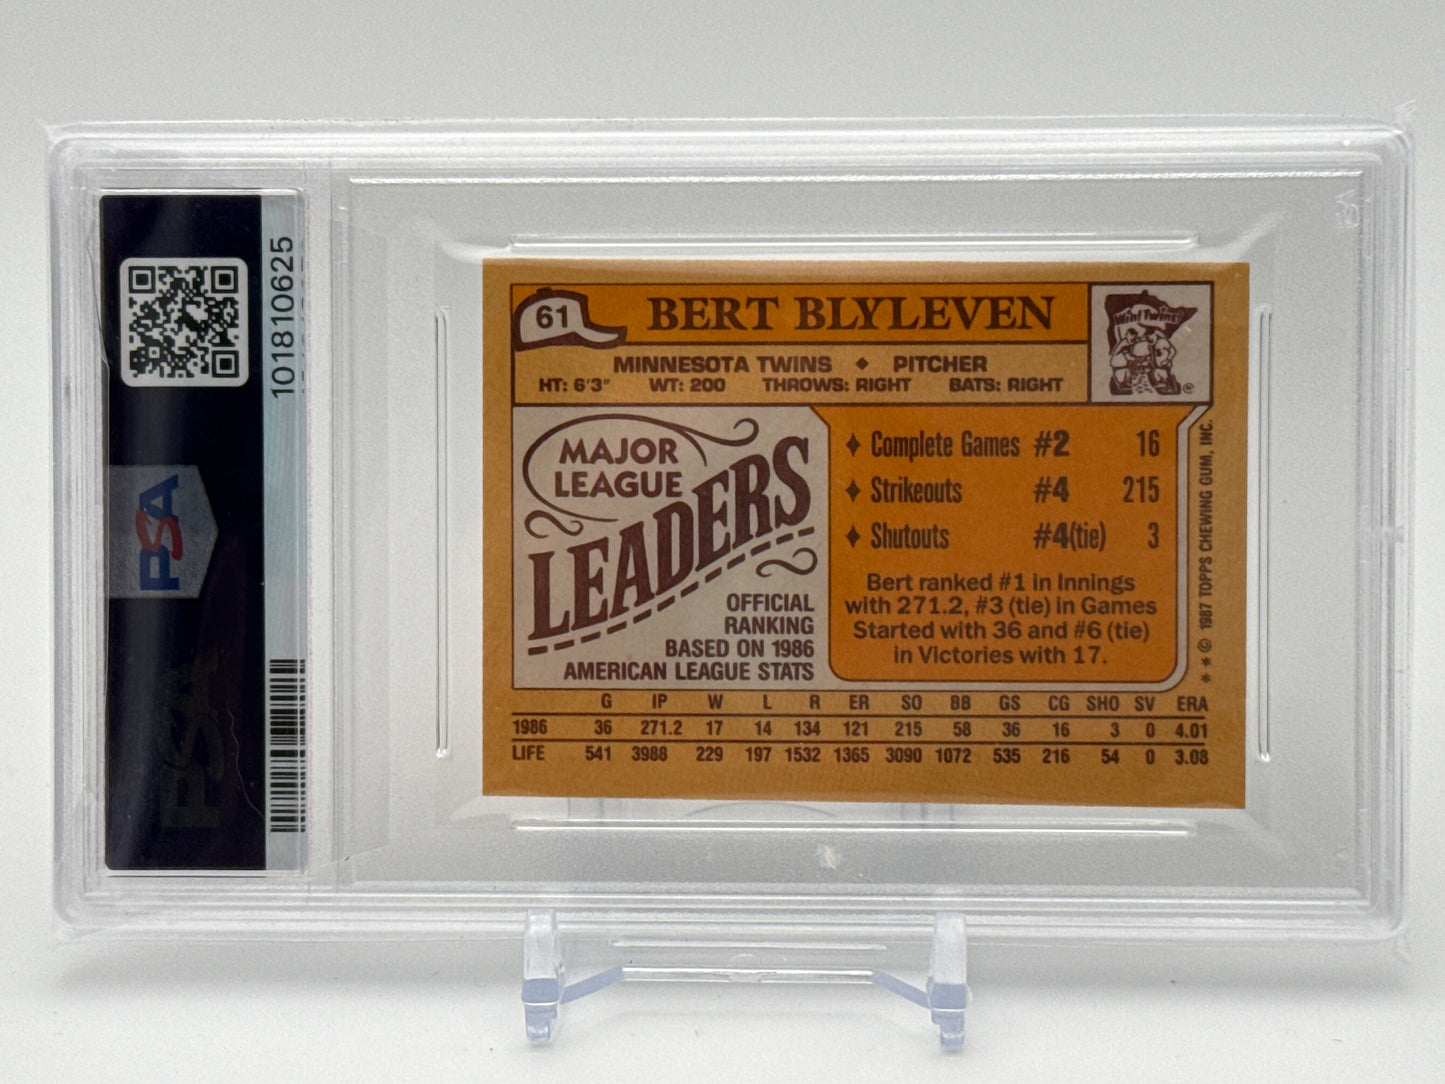 101810625
PSA
PSA
61
BERT BLYLEVEN
Win! Twins!
MINNESOTA TWINS ♦ PITCHER
HT: 6'3" WT: 200 THROWS: RIGHT BATS: RIGHT
MAJOR
LEAGUE
LEADERS
OFFICIAL
RANKING
BASED ON 1986
AMERICAN LEAGUE STATS
♦ Complete Games #2 16
♦ Strikeouts #4 215
♦ Shutouts #4(tie) 3
Bert ranked #1 in Innings
with 271.2, #3 (tie) in Games
Started with 36 and #6 (tie)
in Victories with 17.
* * © 1987 TOPPS CHEWING GUM, INC.
G IP W L R ER SO BB GS CG SHO SV ERA
1986 36 271.2 17 14 134 121 215 58 36 16 3 0 4.01
LIFE 541 3988 229 197 1532 1365 3090 1072 535 216 54 0 3.08